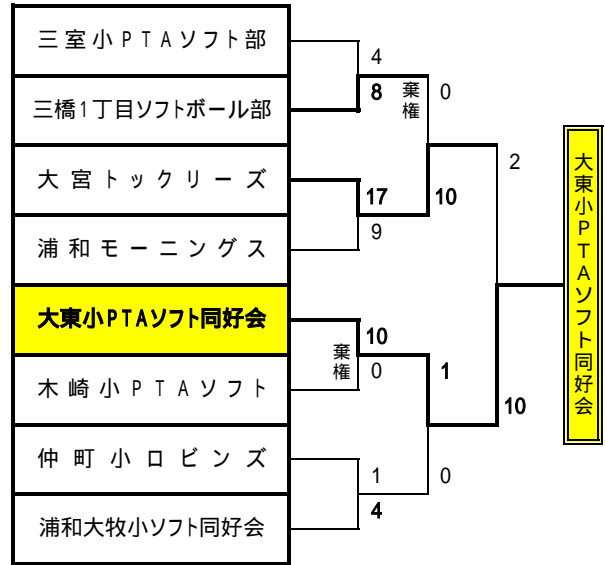 三室小PTAソフト部
三橋1丁目ソフトボール部
大宮トックリーズ
浦和モーニングス
大東小PTAソフト同好会
木崎小PTAソフト
仲町小ロビンズ
浦和大牧小ソフト同好会
4
8
17
9
10
0
1
4
棄権
棄権
0
10
1
0
2
10
大東小PTAソフト同好会